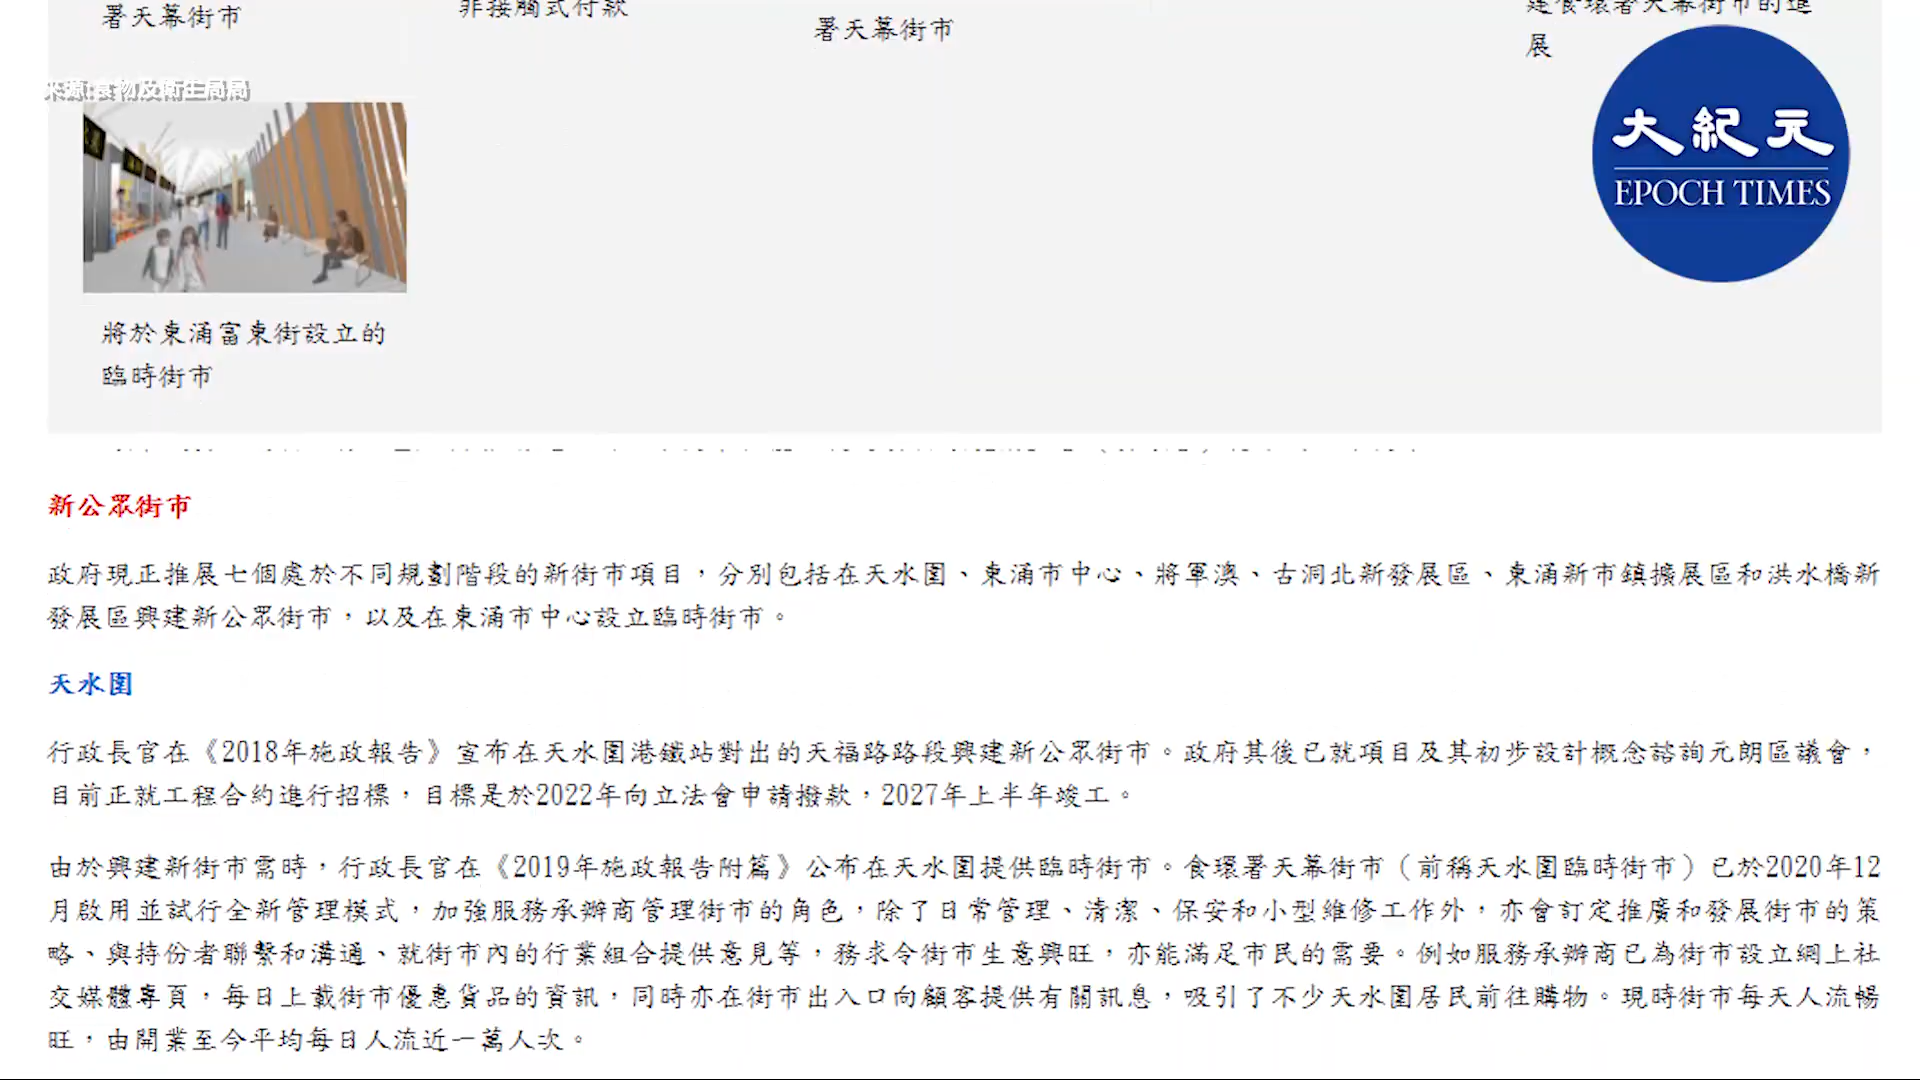 署天幕街市
非接觸式付款
署天幕街市
建食環署天幕街市的進
展
來源:食物及衛生局局
大紀元
EPOCH TIMES
將於東涌富東街設立的
臨時街市
新公眾街市
政府現正推展七個處於不同規劃階段的新街市項目，分別包括在天水圍、東涌市中心、將軍澳、古洞北新發展區、東涌新市鎮擴展區和洪水橋新
發展區興建新公眾街市，以及在東涌市中心設立臨時街市。
天水圍
行政長官在《2018年施政報告》宣布在天水圍港鐵站對出的天福路路段興建新公眾街市。政府其後已就項目及其初步設計概念諮詢元朗區議會，
目前正就工程合約進行招標，目標是於2022年向立法會申請撥款，2027年上半年竣工。
由於興建新街市需時，行政長官在《2019年施政報告附篇》公布在天水圍提供臨時街市。食環署天幕街市（前稱天水圍臨時街市）已於2020年12
月啟用並試行全新管理模式，加強服務承辦商管理街市的角色，除了日常管理、清潔、保安和小型維修工作外，亦會訂定推廣和發展街市的策
略、與持份者聯繫和溝通、就街市內的行業組合提供意見等，務求令街市生意興旺，亦能滿足市民的需要。例如服務承辦商已為街市設立網上社
交媒體專頁，每日上載街市優惠貨品的資訊，同時亦在街市出入口向顧客提供有關訊息，吸引了不少天水圍居民前往購物。現時街市每天人流暢
旺，由開業至今平均每日人流近一萬人次。